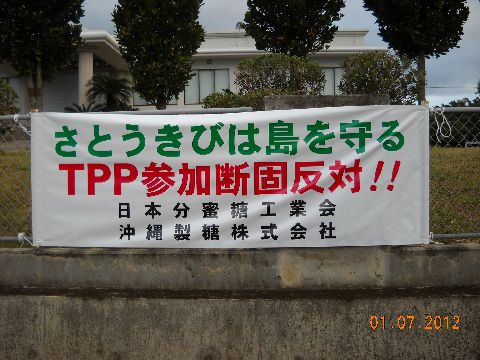 さとうきびは島を守る
TPP参加断固反対!!
日本分蜜糖工業会
沖縄製糖株式会社
01.07.2012